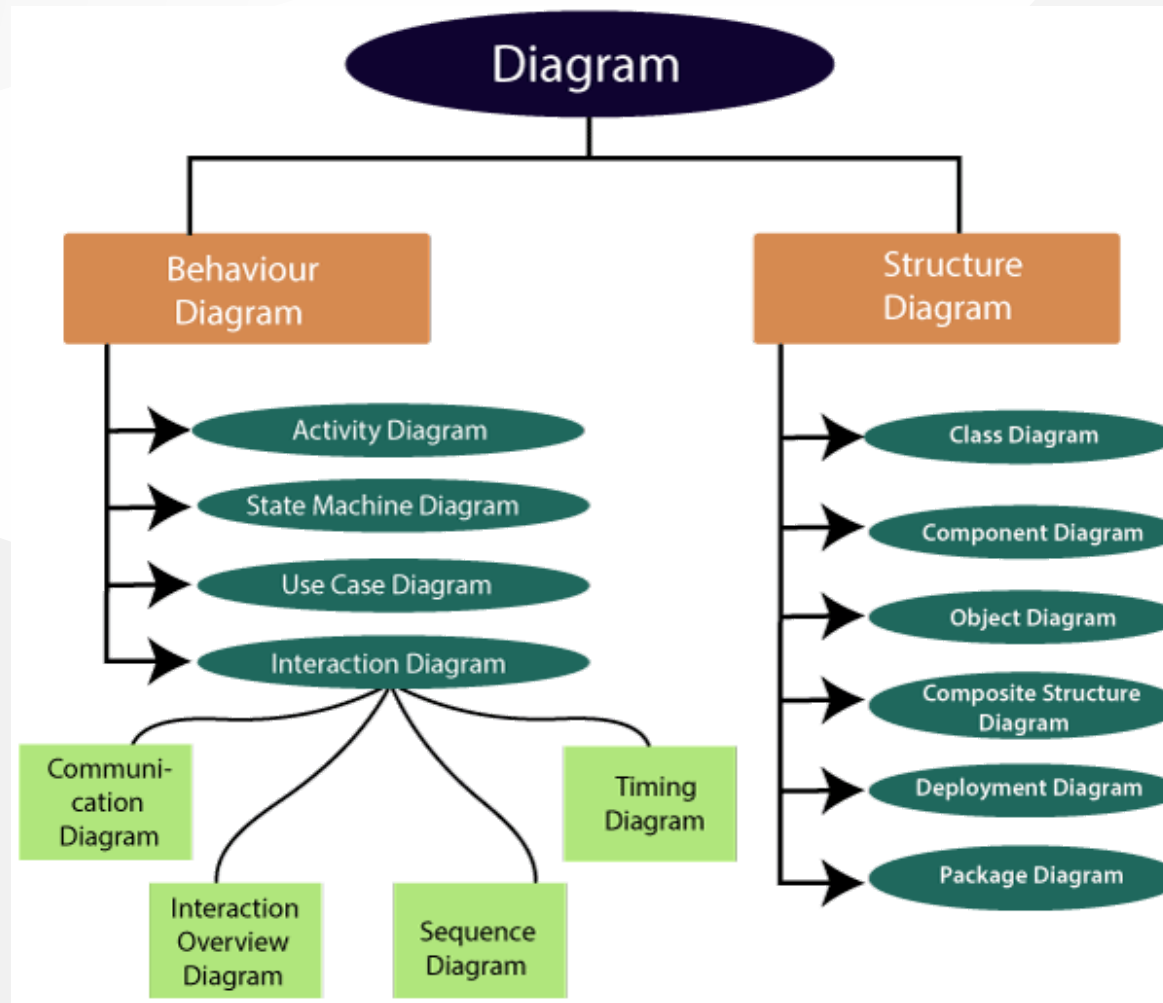 Diagram
Behaviour
Diagram
Structure
Diagram
Activity Diagram
State Machine Diagram
Use Case Diagram
Interaction Diagram
Communi-
cation
Diagram
Interaction
Overview
Diagram
Sequence
Diagram
Timing
Diagram
Class Diagram
Component Diagram
Object Diagram
Composite Structure
Diagram
Deployment Diagram
Package Diagram